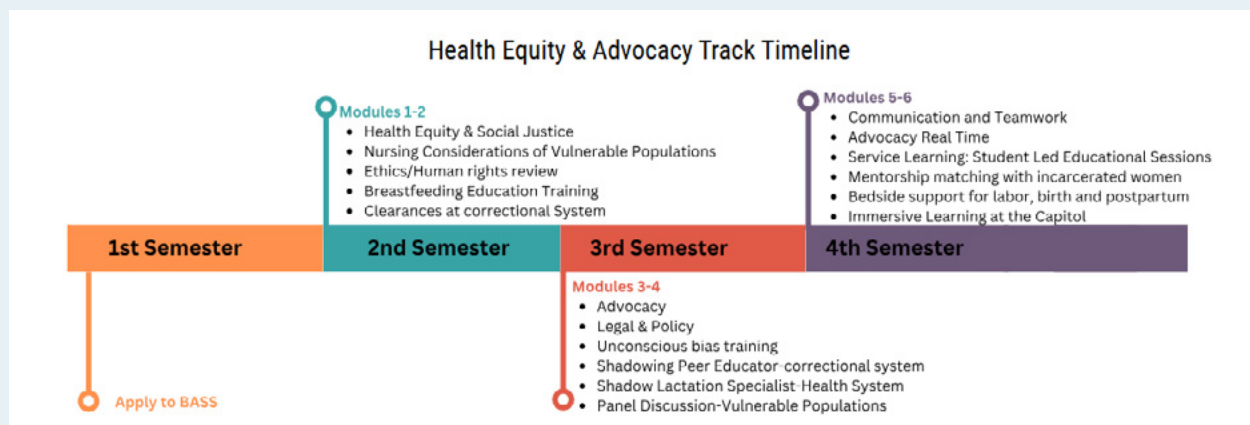 Health Equity & Advocacy Track Timeline
Modules 1-2
• Health Equity & Social Justice
• Nursing Considerations of Vulnerable Populations
• Ethics/Human rights review
• Breastfeeding Education Training
• Clearances at correctional System
Modules 5-6
• Communication and Teamwork
• Advocacy Real Time
• Service Learning: Student Led Educational Sessions
• Mentorship matching with incarcerated women
• Bedside support for labor, birth and postpartum
• Immersive Learning at the Capitol
1st Semester
2nd Semester
3rd Semester
4th Semester
Apply to BASS
Modules 3-4
• Advocacy
• Legal & Policy
• Unconscious bias training
• Shadowing Peer Educator-correctional system
• Shadow Lactation Specialist-Health System
• Panel Discussion-Vulnerable Populations